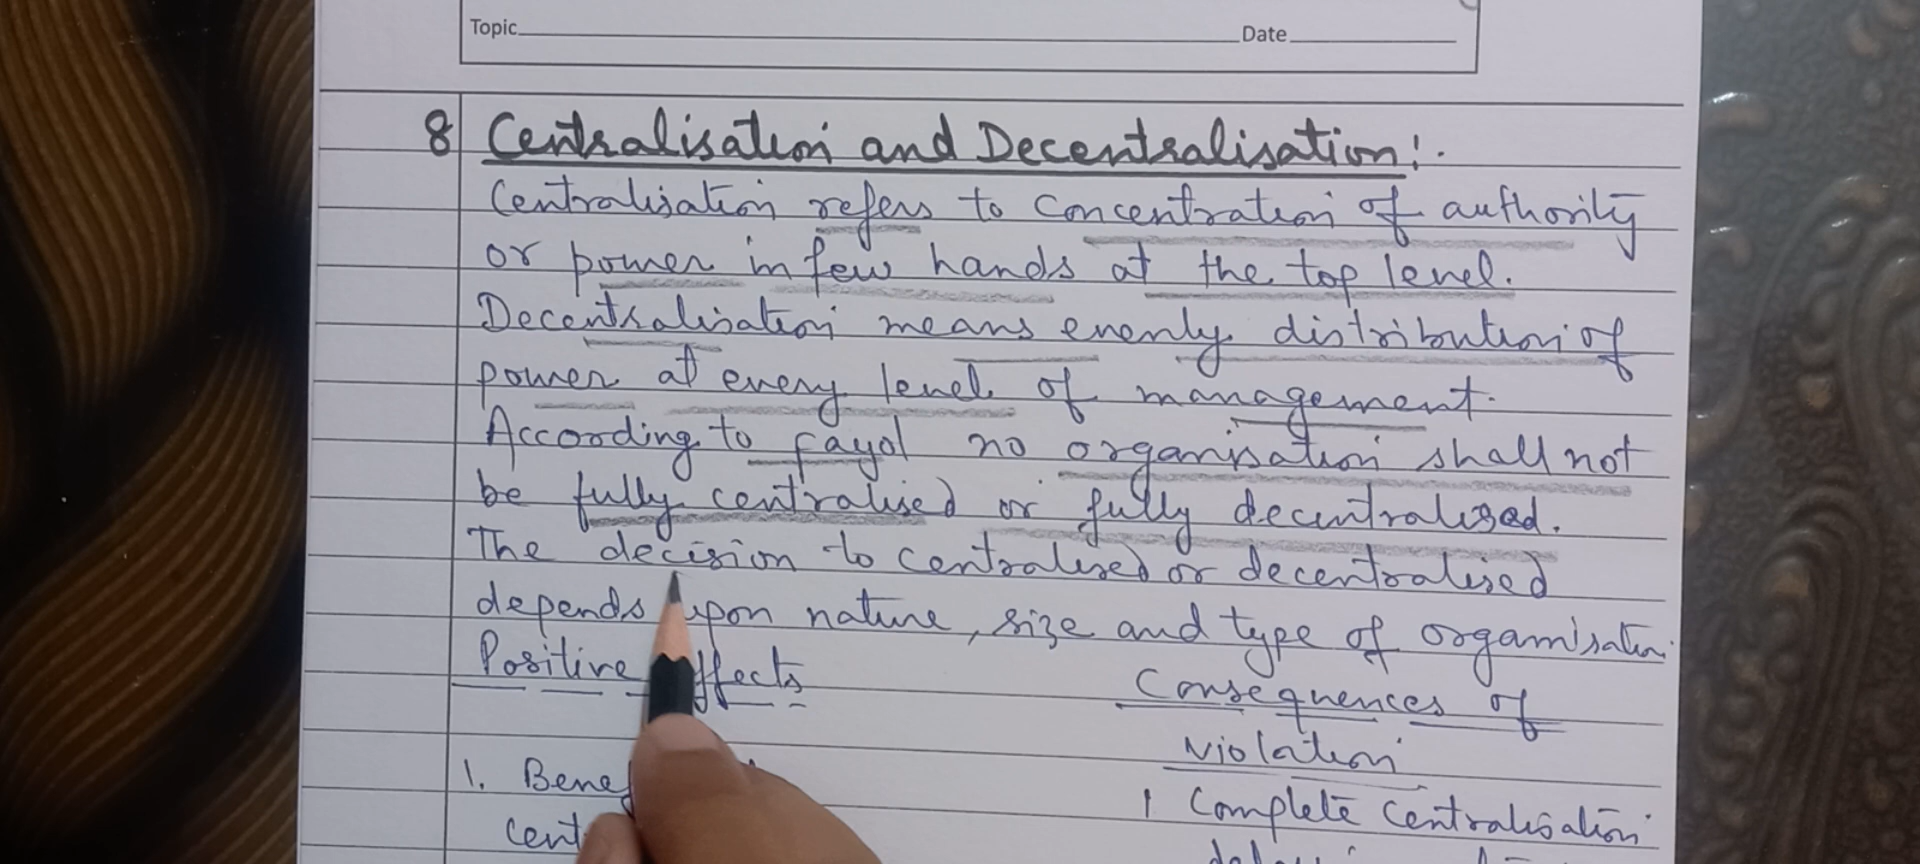 Topic Date
8 Centralisation and Decentralisation:.
Centralisation refers to concentration of authority
or power in few hands at the top level.
Decentralisation means evenly distribution of
power at every level of management.
According to fayol no organisation shall not
be fully centralised or fully decentralised.
The decision to centralised or decentralised
depends upon nature, size and type of organisation
Positive effects
Consequences of
violation
1. Bene
cent
1 Complete Centralisation